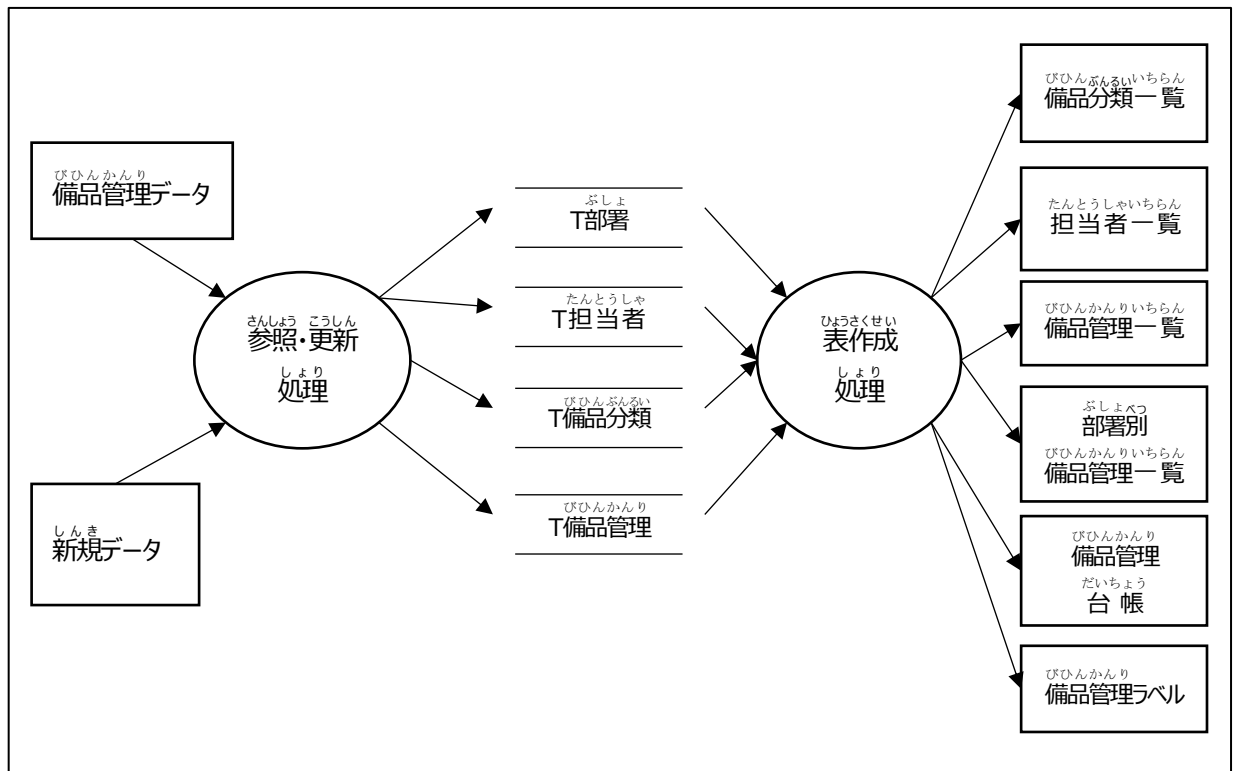 びひんかんり
備品管理データ
しんき
新規データ
さんしょう こうしん
参照・更新
しょり
処理
ぶしょ
T部署
たんとうしゃ
T担当者
びひんぶんるい
T備品分類
びひんかんり
T備品管理
ひょうさくせい
表作成
しょり
処理
びひんぶんるいいちらん
備品分類一覧
たんとうしゃいちらん
担当者一覧
びひんかんりいちらん
備品管理一覧
ぶしょべつ
部署別
びひんかんりいちらん
備品管理一覧
びひんかんり
備品管理
だいちょう
台帳
びひんかんり
備品管理ラベル